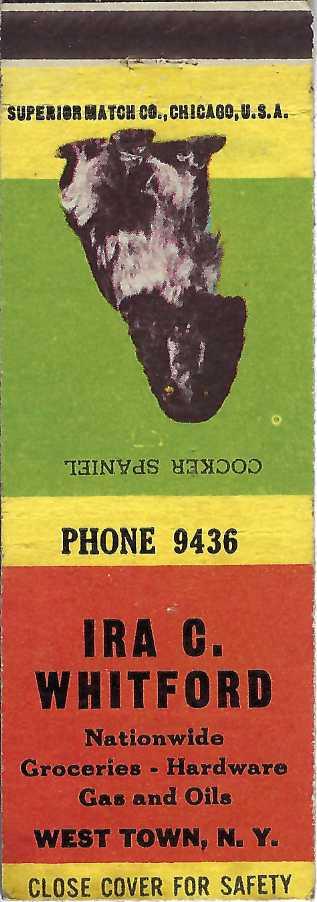 SUPERIOR MATCH CO., CHICAGO, U.S.A.
COCKER SPANIEL
PHONE 9436
IRA C.
WHITFORD
Nationwide
Groceries - Hardware
Gas and Oils
WEST TOWN, N. Y.
CLOSE COVER FOR SAFETY